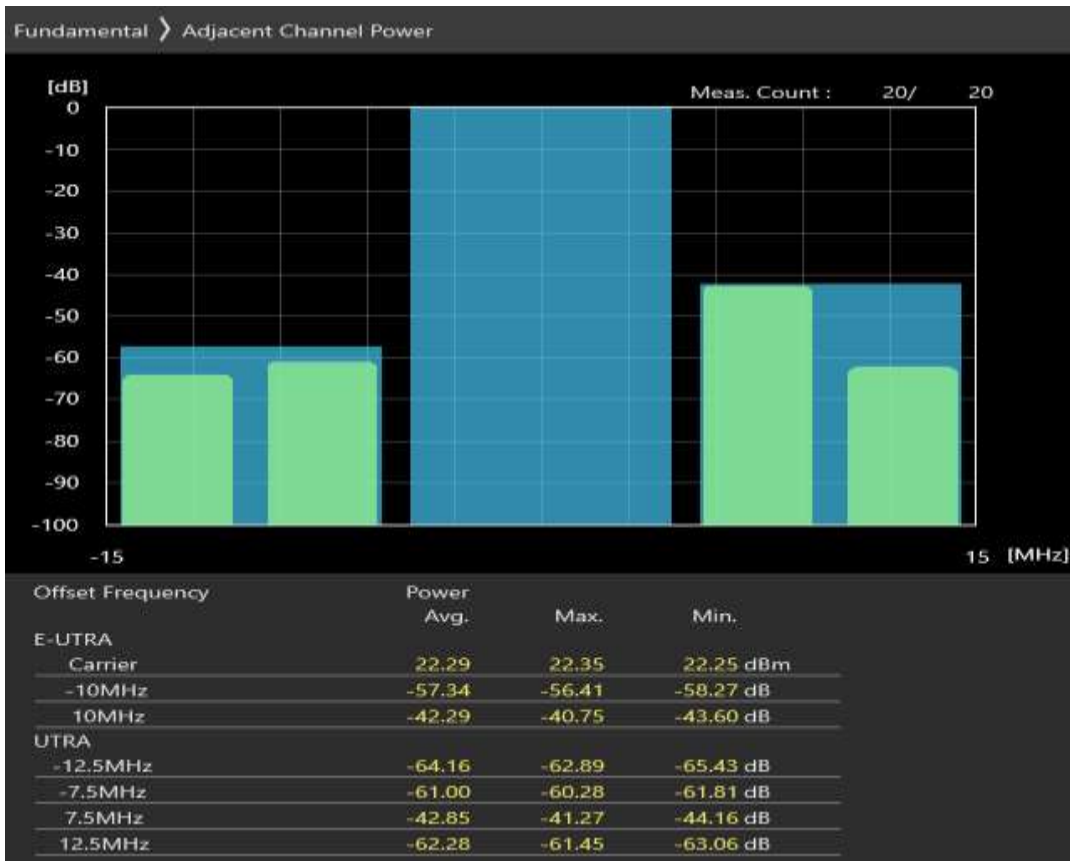 Fundamental ❯ Adjacent Channel Power
[dB]
Meas. Count : 20/ 20
0
-10
-20
-30
-40
-50
-60
-70
-80
-90
-100
-15 15 [MHz]
Offset Frequency Power
Avg. Max. Min.
E-UTRA
Carrier 22.29 22.35 22.25 dBm
-10MHz -57.34 -56.41 -58.27 dB
10MHz -42.29 -40.75 -43.60 dB
UTRA
-12.5MHz -64.16 -62.89 -65.43 dB
-7.5MHz -61.00 -60.28 -61.81 dB
7.5MHz -42.85 -41.27 -44.16 dB
12.5MHz -62.28 -61.45 -63.06 dB